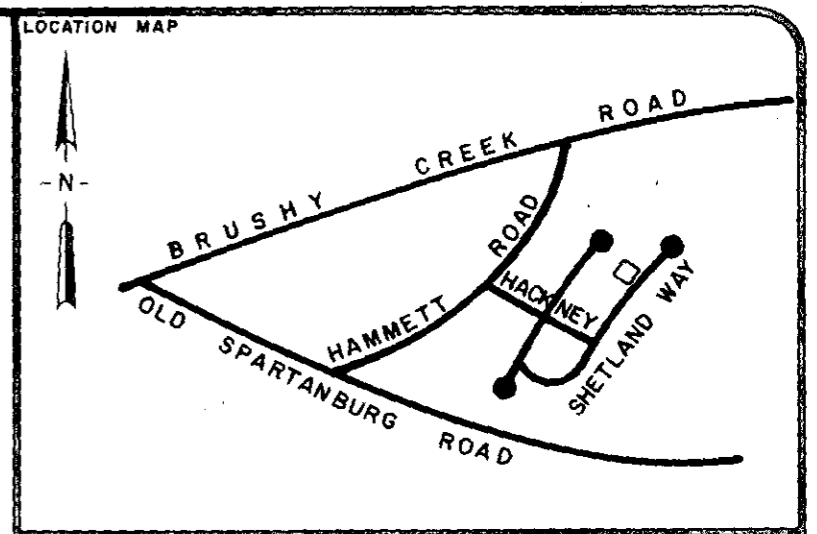 LOCATION MAP
- N -
BRUSHY CREEK ROAD
HAMMETT ROAD
HACKNEY
SHETLAND WAY
OLD SPARTANBURG ROAD